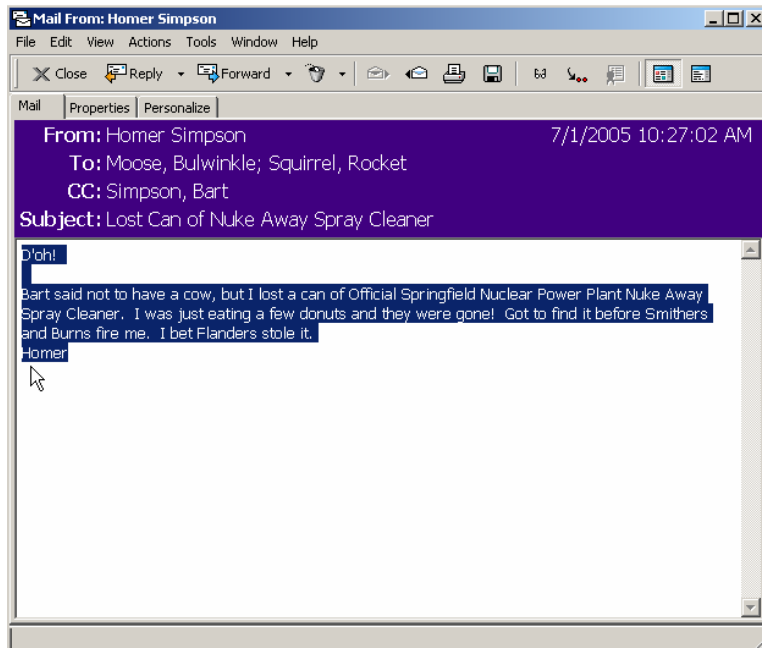 Mail From: Homer Simpson
File Edit View Actions Tools Window Help
Close Reply Forward
Mail Properties Personalize
From: Homer Simpson 7/1/2005 10:27:02 AM
To: Moose, Bulwinkle; Squirrel, Rocket
CC: Simpson, Bart
Subject: Lost Can of Nuke Away Spray Cleaner
D'oh!
Bart said not to have a cow, but I lost a can of Official Springfield Nuclear Power Plant Nuke Away
Spray Cleaner. I was just eating a few donuts and they were gone! Got to find it before Smithers
and Burns fire me. I bet Flanders stole it.
Homer